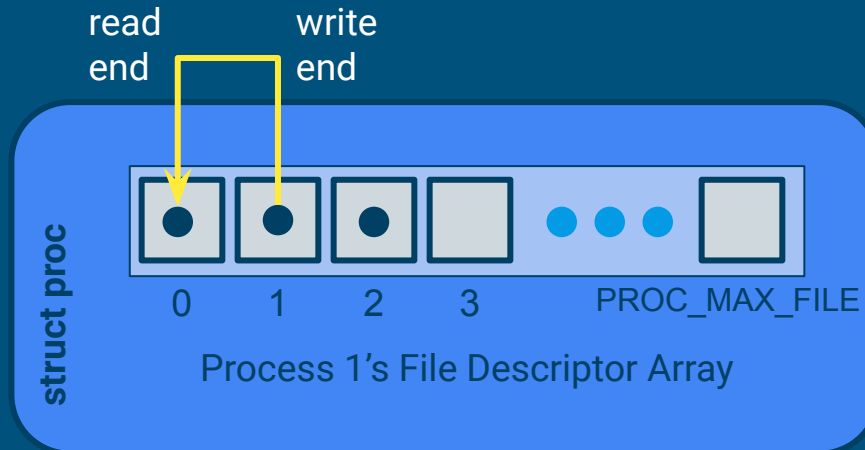 read
end
write
end
struct proc
0 1 2 3 PROC_MAX_FILE
Process 1’s File Descriptor Array